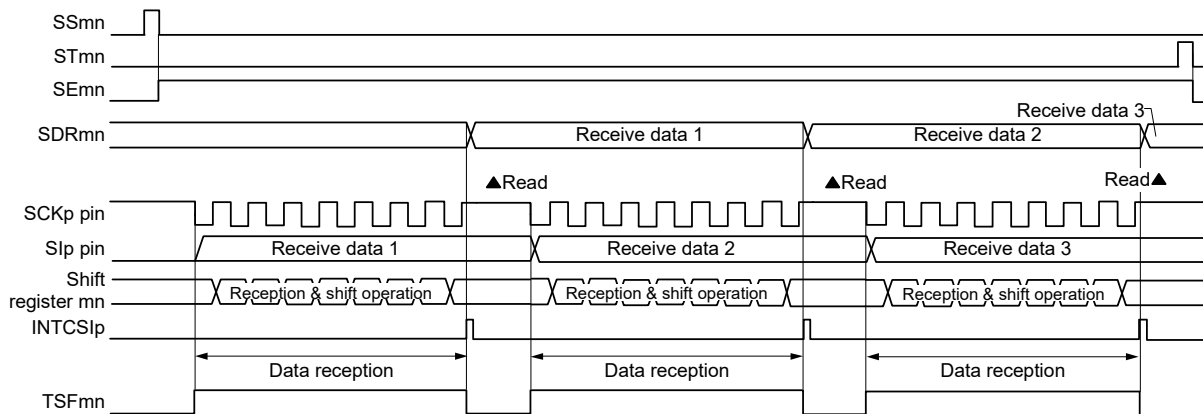 SSmn
STmn
SEmn
Receive data 3
SDRmn Receive data 1 Receive data 2
▲Read ▲Read Read▲
SCKp pin
SIp pin Receive data 1 Receive data 2 Receive data 3
Shift
register mn Reception & shift operation Reception & shift operation Reception & shift operation
INTCSIp
Data reception Data reception Data reception
TSFmn